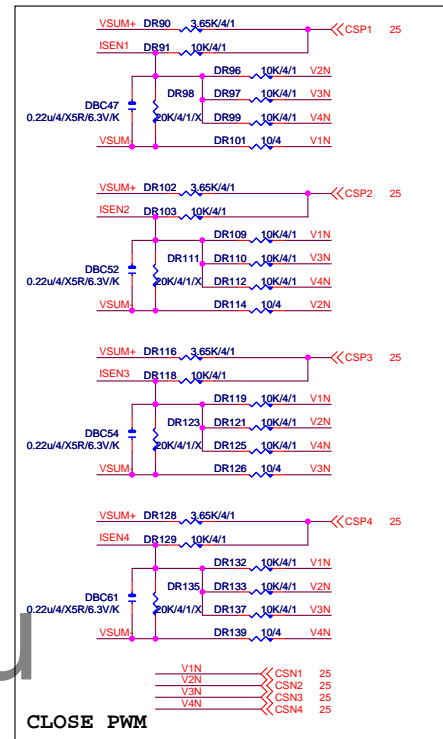 VSUM+ DR90 3.65K/4/1 CSP1 25
ISEN1 DR91 10K/4/1
DR96 10K/4/1 V2N
DBC47 DR98 DR97 10K/4/1 V3N
0.22u/4/X5R/6.3V/K 20K/4/1/X DR99 10K/4/1 V4N
VSUM- DR101 10/4 V1N
VSUM+ DR102 3.65K/4/1 CSP2 25
ISEN2 DR103 10K/4/1
DR109 10K/4/1 V1N
DBC52 DR111 DR110 10K/4/1 V3N
0.22u/4/X5R/6.3V/K 20K/4/1/X DR112 10K/4/1 V4N
VSUM- DR114 10/4 V2N
VSUM+ DR116 3.65K/4/1 CSP3 25
ISEN3 DR118 10K/4/1
DR119 10K/4/1 V1N
DBC54 DR123 DR121 10K/4/1 V2N
0.22u/4/X5R/6.3V/K 20K/4/1/X DR125 10K/4/1 V4N
VSUM- DR126 10/4 V3N
VSUM+ DR128 3.65K/4/1 CSP4 25
ISEN4 DR129 10K/4/1
DR132 10K/4/1 V1N
DBC61 DR135 DR133 10K/4/1 V2N
0.22u/4/X5R/6.3V/K 20K/4/1/X DR137 10K/4/1 V3N
VSUM- DR139 10/4 V4N
V1N CSN1 25
V2N CSN2 25
V3N CSN3 25
V4N CSN4 25
CLOSE PWM